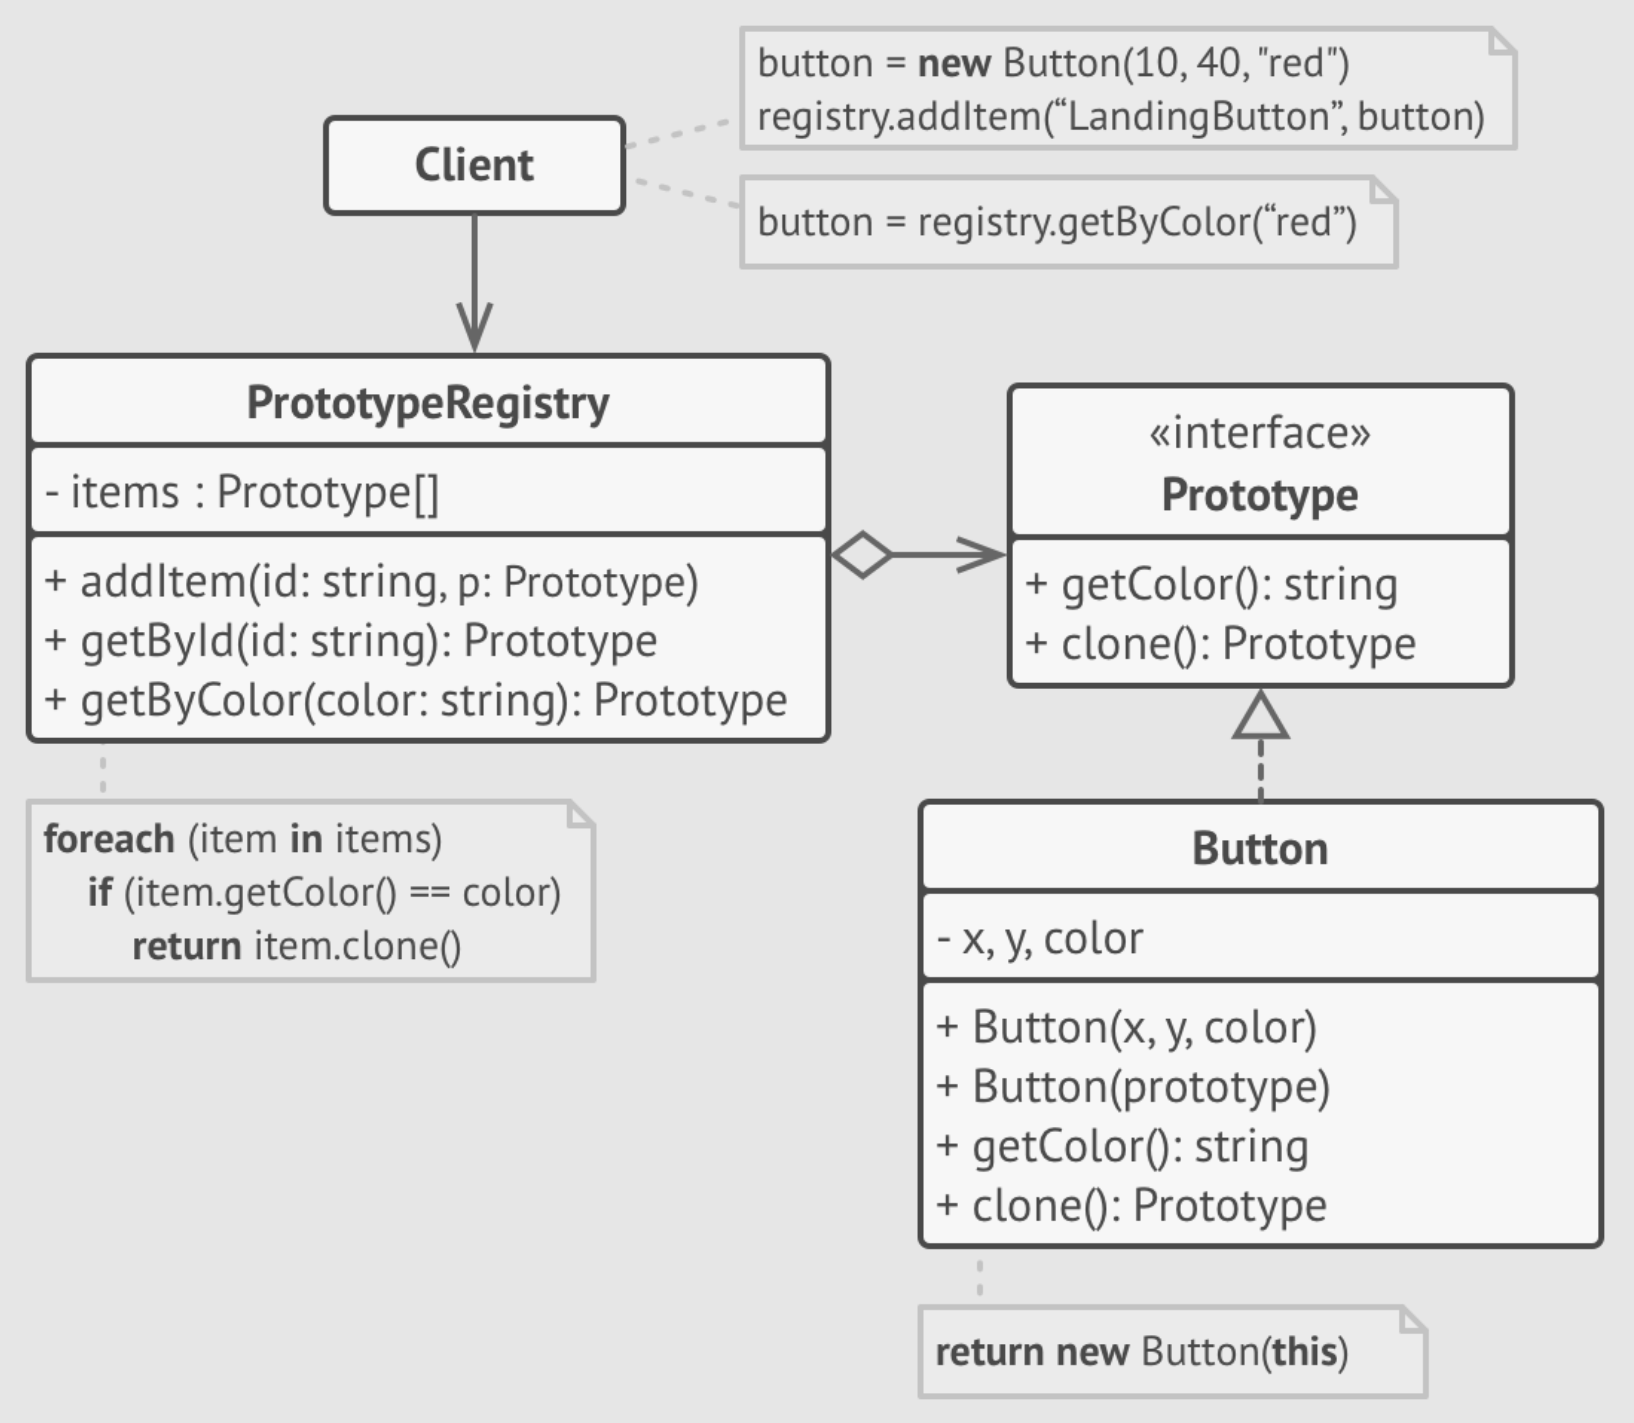 button = new Button(10, 40, "red")
registry.addItem(“LandingButton”, button)
Client
button = registry.getByColor(“red”)
PrototypeRegistry
- items : Prototype[]
+ addItem(id: string, p: Prototype)
+ getById(id: string): Prototype
+ getByColor(color: string): Prototype
«interface»
Prototype
+ getColor(): string
+ clone(): Prototype
foreach (item in items)
if (item.getColor() == color)
return item.clone()
Button
- x, y, color
+ Button(x, y, color)
+ Button(prototype)
+ getColor(): string
+ clone(): Prototype
return new Button(this)